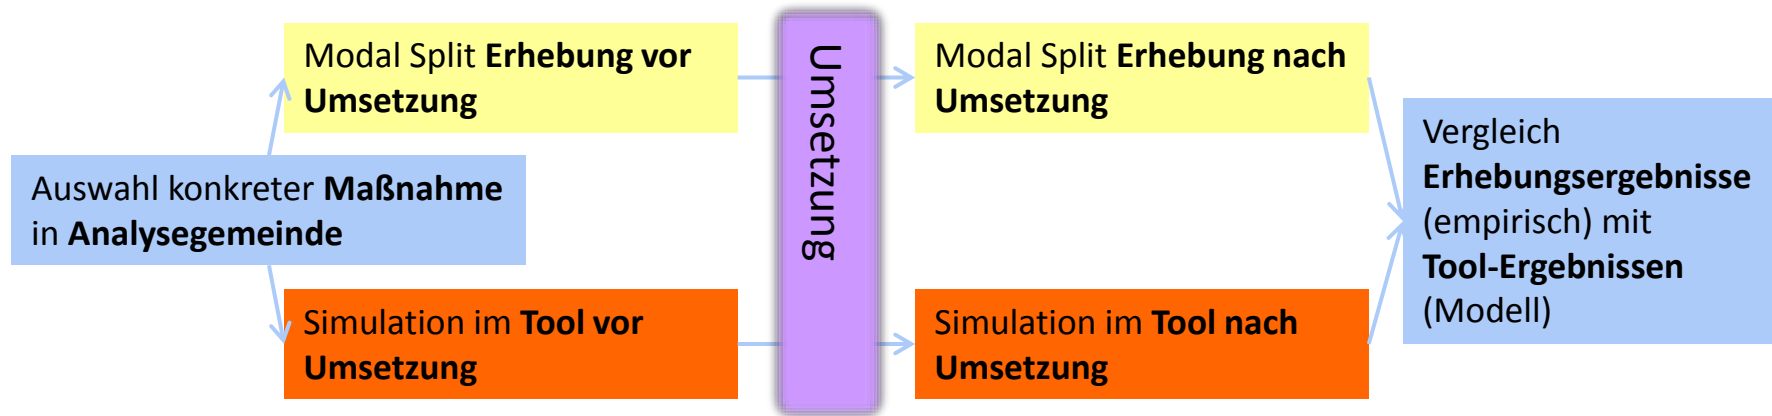 Auswahl konkreter Maßnahme
in Analysegemeinde
Modal Split Erhebung vor
Umsetzung
Simulation im Tool vor
Umsetzung
Umsetzung
Modal Split Erhebung nach
Umsetzung
Simulation im Tool nach
Umsetzung
Vergleich
Erhebungsergebnisse
(empirisch) mit
Tool-Ergebnissen
(Modell)